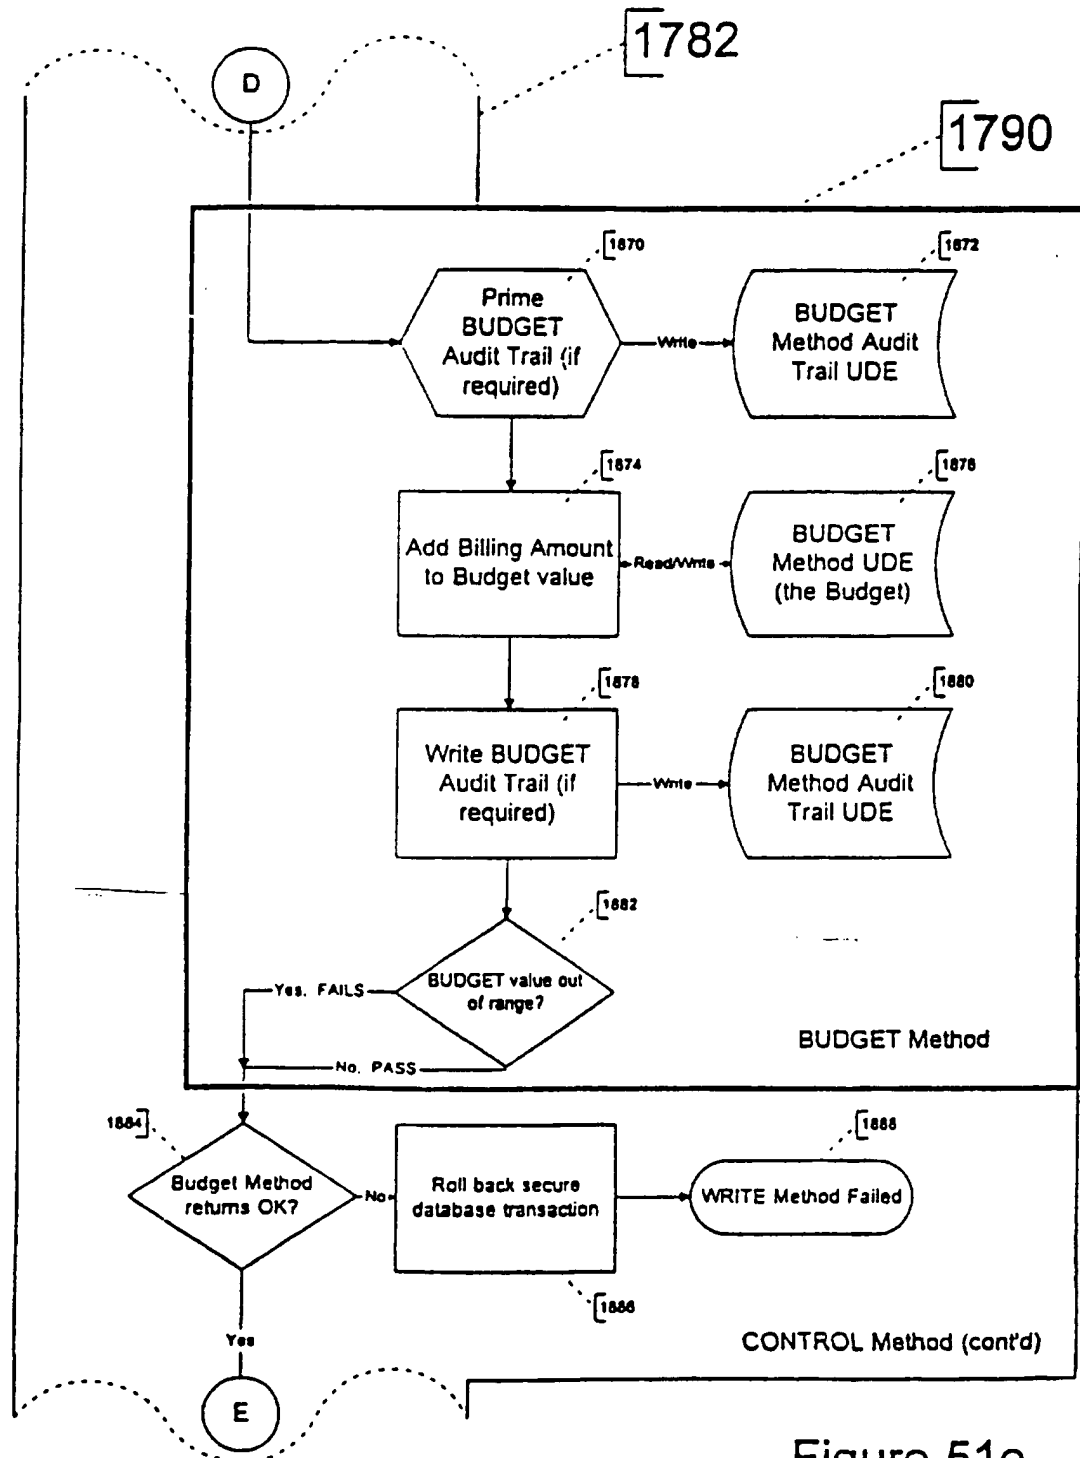 1782
D
1790
1870
Prime
BUDGET
Audit Trail (if
required)
Write
1872
BUDGET
Method Audit
Trail UDE
1874
Add Billing Amount
to Budget value
Read/Write
1876
BUDGET
Method UDE
(the Budget)
1878
Write BUDGET
Audit Trail (if
required)
Write
1880
BUDGET
Method Audit
Trail UDE
1882
BUDGET value out
of range?
Yes, FAILS
No, PASS
BUDGET Method
1884
Budget Method
returns OK?
No
Roll back secure
database transaction
1886
1888
WRITE Method Failed
Yes
CONTROL Method (cont'd)
E
Figure 51e